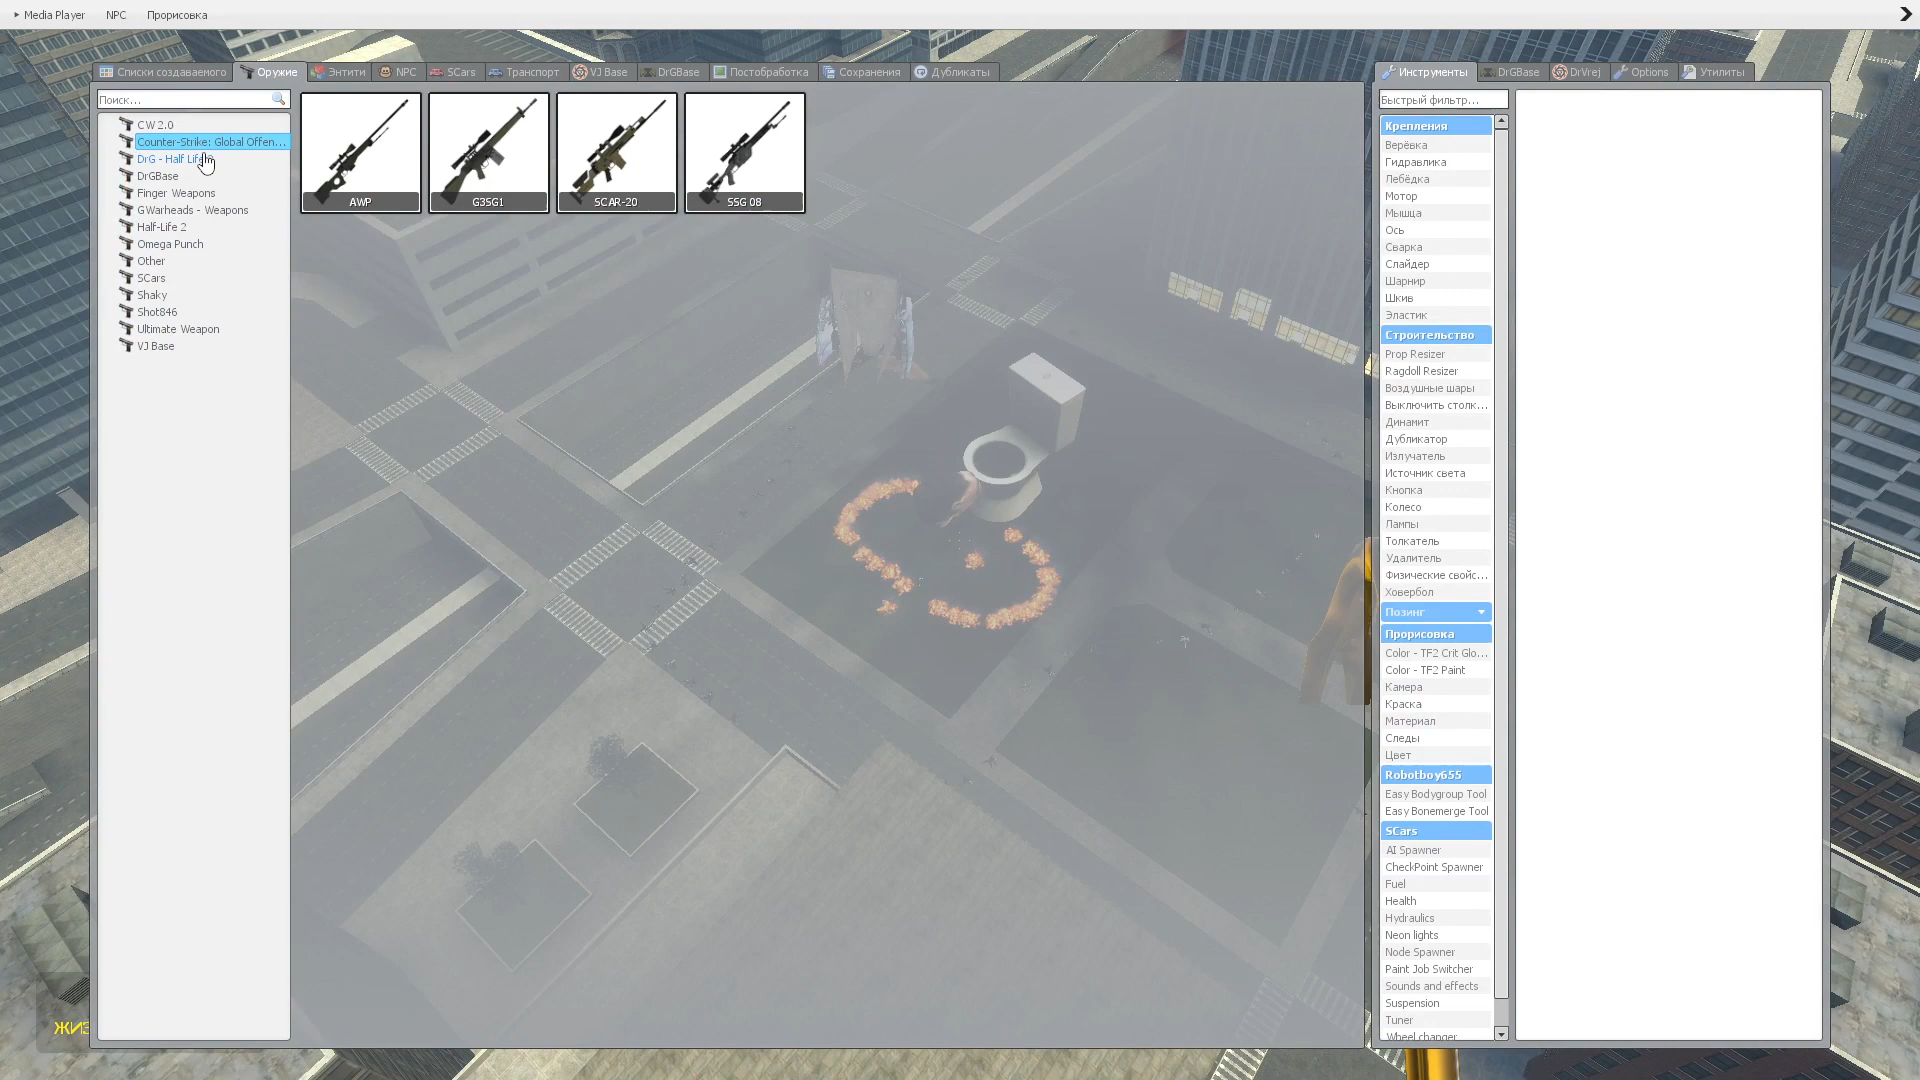 Media Player
NPC
Прорисовка
Списки создаваемого
Оружие
Энтити
NPC
SCars
Транспорт
VJ Base
DrGBase
Постобработка
Сохранения
Дубликаты
Инструменты
DrGBase
DrVrej
Options
Утилиты
Поиск...
CW 2.0
Counter-Strike: Global Offen...
DrG - Half Life
DrGBase
Finger Weapons
GWarheads - Weapons
Half-Life 2
Omega Punch
Other
SCars
Shaky
Shot846
Ultimate Weapon
VJ Base
AWP
G3SG1
SCAR-20
SSG 08
Быстрый фильтр...
Крепления
Верёвка
Гидравлика
Лебёдка
Мотор
Мышца
Ось
Сварка
Слайдер
Шарнир
Шкив
Эластик
Строительство
Prop Resizer
Ragdoll Resizer
Воздушные шары
Выключить столк...
Динамит
Дубликатор
Излучатель
Источник света
Кнопка
Колесо
Лампы
Толкатель
Удалитель
Физические свойс...
Ховербол
Позинг
Прорисовка
Color - TF2 Crit Glo...
Color - TF2 Paint
Камера
Краска
Материал
Следы
Цвет
Robotboy655
Easy Bodygroup Tool
Easy Bonemerge Tool
SCars
AI Spawner
CheckPoint Spawner
Fuel
Health
Hydraulics
Neon lights
Node Spawner
Paint Job Switcher
Sounds and effects
Suspension
Tuner
Wheel changer